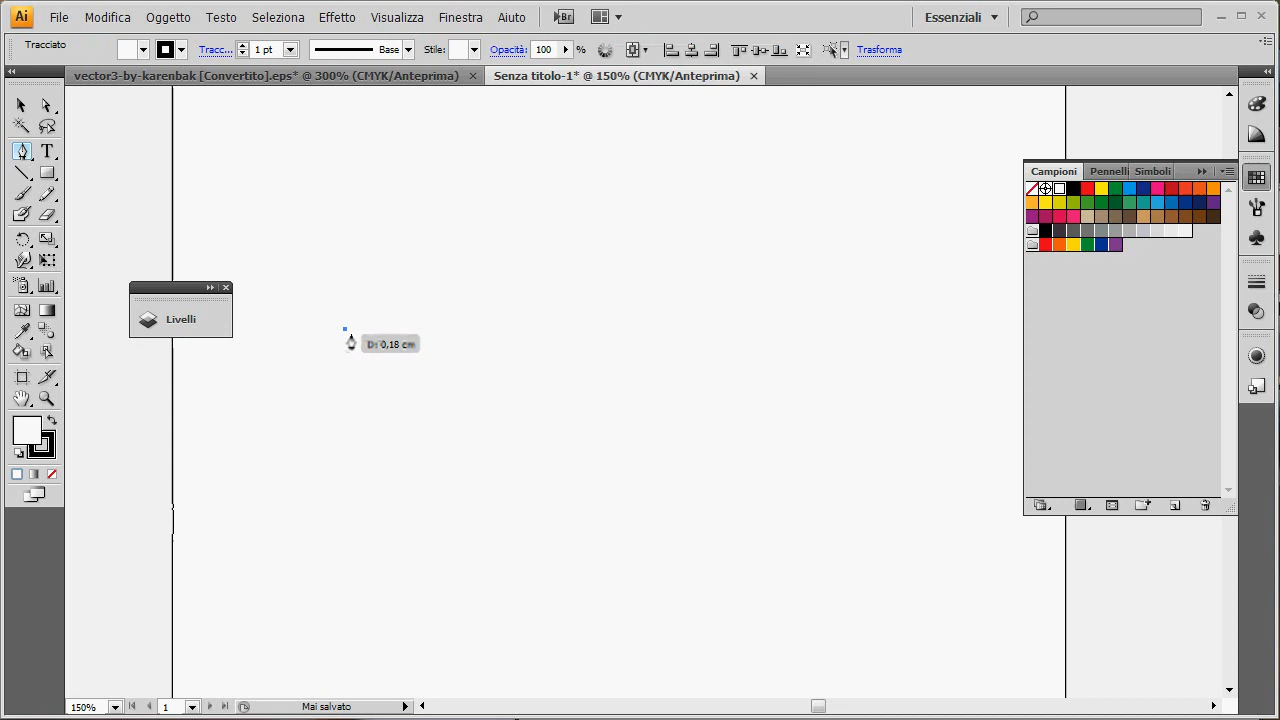 Ai File Modifica Oggetto Testo Selezione Effetto Visualizza Finestra Aiuto Br Essenziali
Tracciato Tracc... 1 pt Base Stile: Opacità: 100 % Trasforma
vector3-by-karenbak [Convertito].eps* @ 300% (CMYK/Anteprima) Senza titolo-1* @ 150% (CMYK/Anteprima)
Campioni Pennelli Simboli
Livelli
D: 0,18 cm
150% 1 Mai salvato